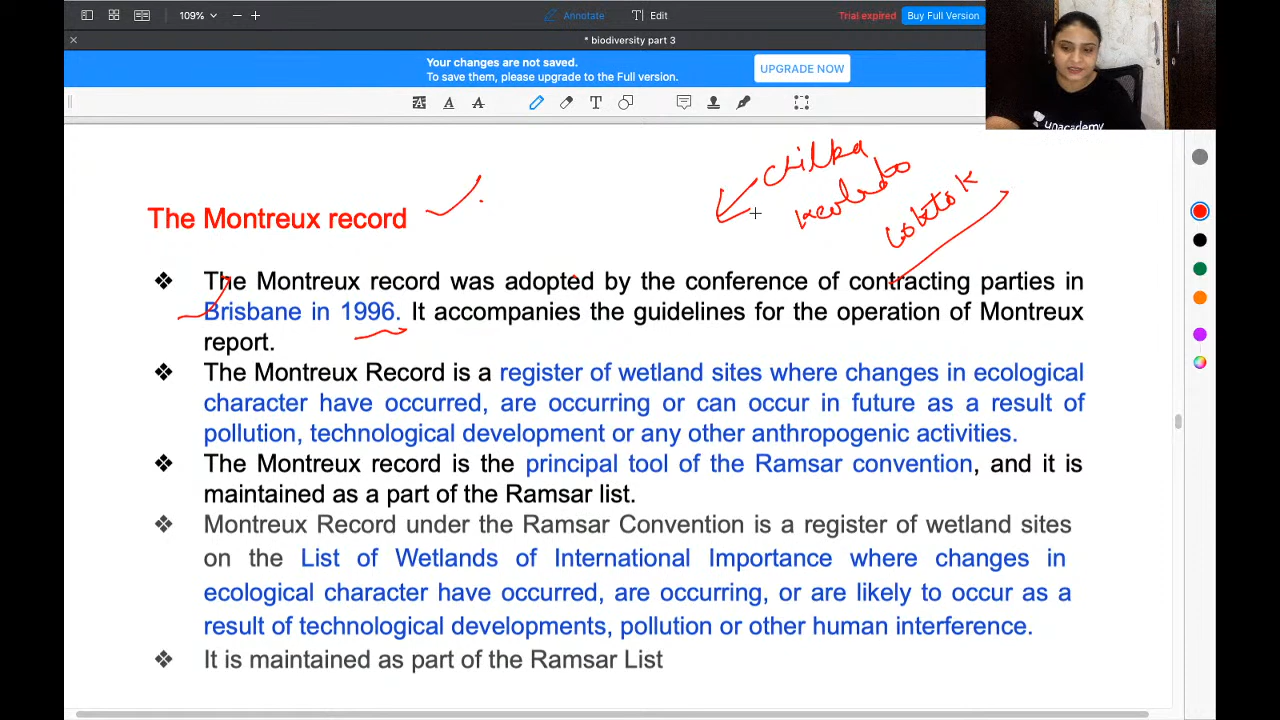 109%
Annotate
Edit
Trial expired
Buy Full Version
* biodiversity part 3
Your changes are not saved.
To save them, please upgrade to the Full version.
UPGRADE NOW
unacademy
Chilka
Keolado
Loktok
The Montreux record
❖ The Montreux record was adopted by the conference of contracting parties in
Brisbane in 1996. It accompanies the guidelines for the operation of Montreux
report.
❖ The Montreux Record is a register of wetland sites where changes in ecological
character have occurred, are occurring or can occur in future as a result of
pollution, technological development or any other anthropogenic activities.
❖ The Montreux record is the principal tool of the Ramsar convention, and it is
maintained as a part of the Ramsar list.
❖ Montreux Record under the Ramsar Convention is a register of wetland sites
on the List of Wetlands of International Importance where changes in
ecological character have occurred, are occurring, or are likely to occur as a
result of technological developments, pollution or other human interference.
❖ It is maintained as part of the Ramsar List